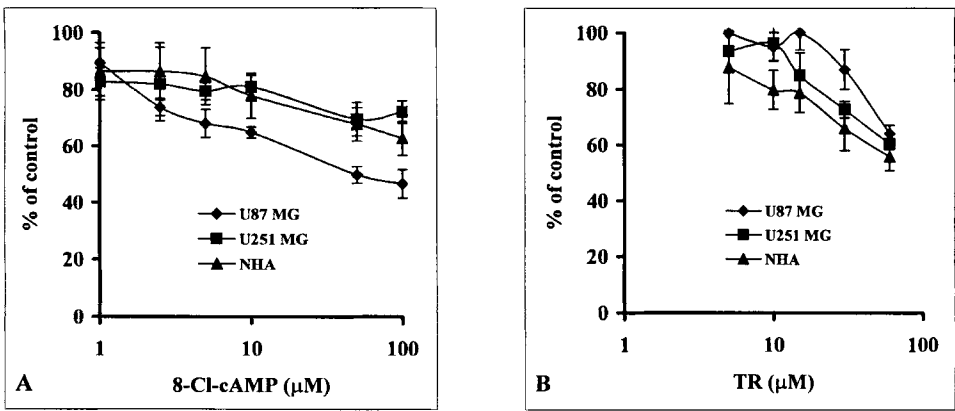 100
80
60
40
20
0
% of control
U87 MG
U251 MG
NHA
1
10
100
A
8-Cl-cAMP (μM)
100
80
60
40
20
0
% of control
U87 MG
U251 MG
NHA
1
10
100
B
TR (μM)